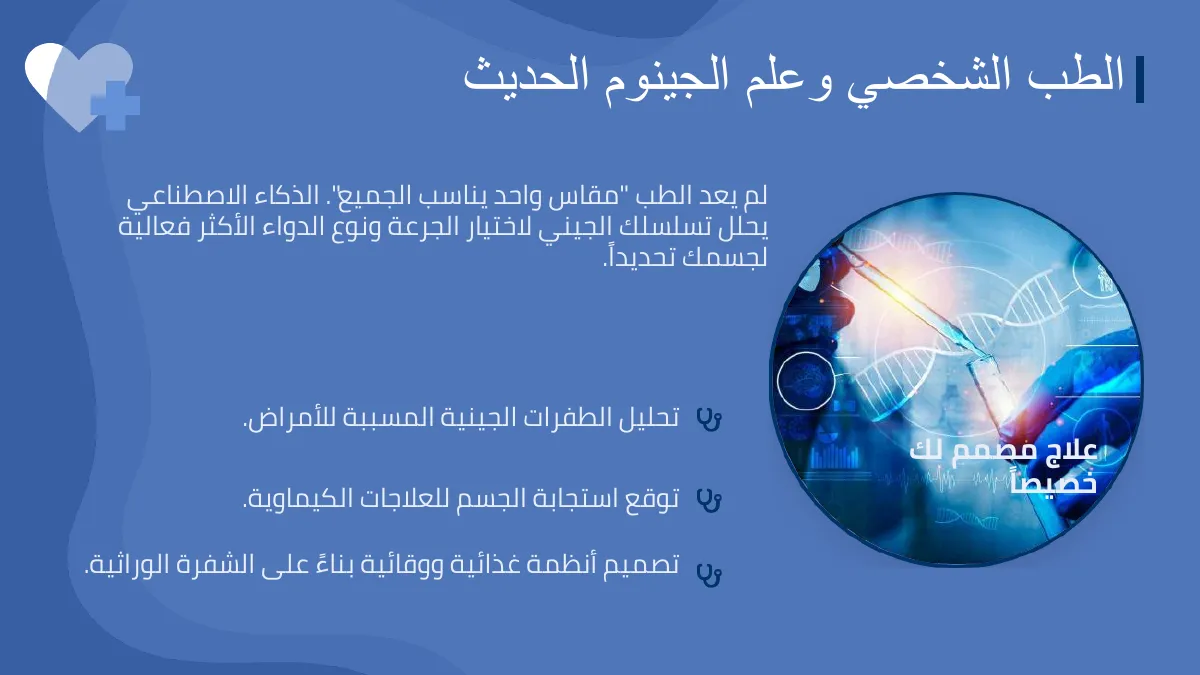 الطب الشخصي وعلم الجينوم الحديث
لم يعد الطب "مقاس واحد يناسب الجميع". الذكاء الاصطناعي
يحلل تسلسلك الجيني لاختيار الجرعة ونوع الدواء الأكثر فعالية
لجسمك تحديداً.
علاج مصمم لك
خصيصاً
تحليل الطفرات الجينية المسببة للأمراض.
توقع استجابة الجسم للعلاجات الكيماوية.
تصميم أنظمة غذائية ووقائية بناءً على الشفرة الوراثية.